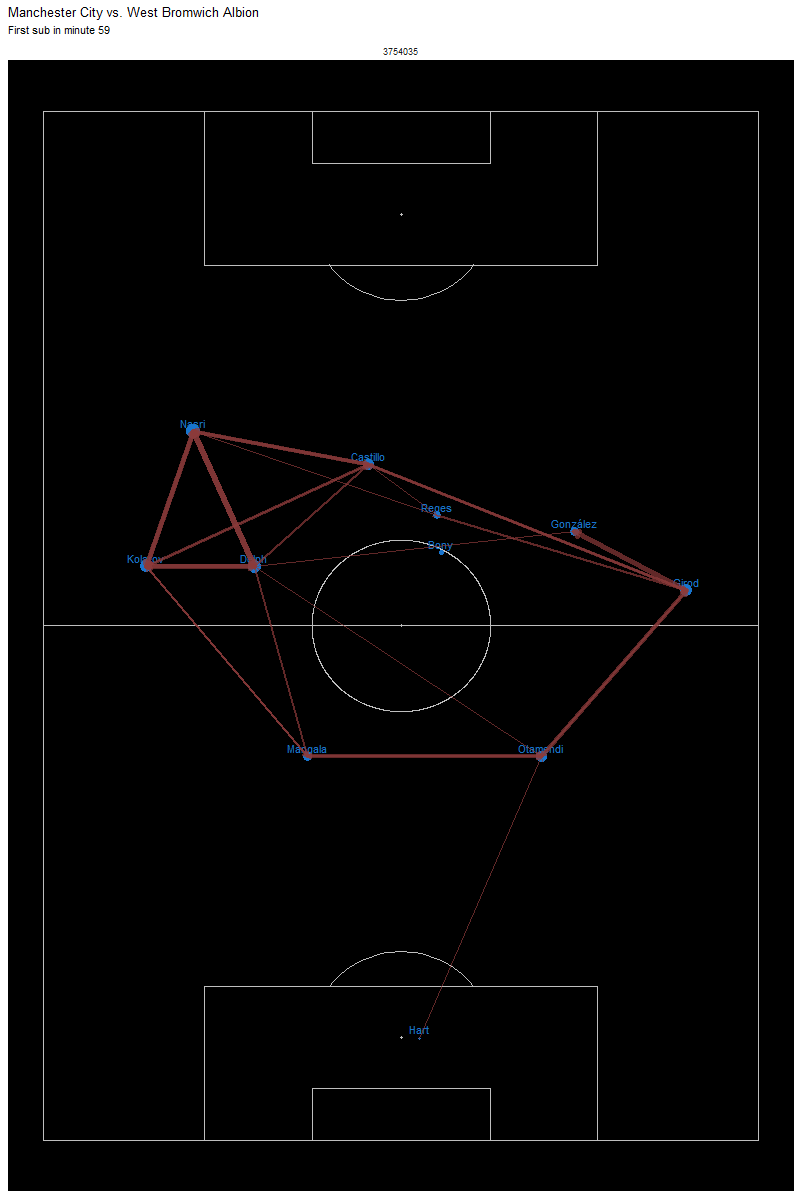 Manchester City vs. West Bromwich Albion
First sub in minute 59
3754035
Nasri
Castillo
Reges
González
Bony
Kolarov
Delph
Girod
Mangala
Otamendi
Hart